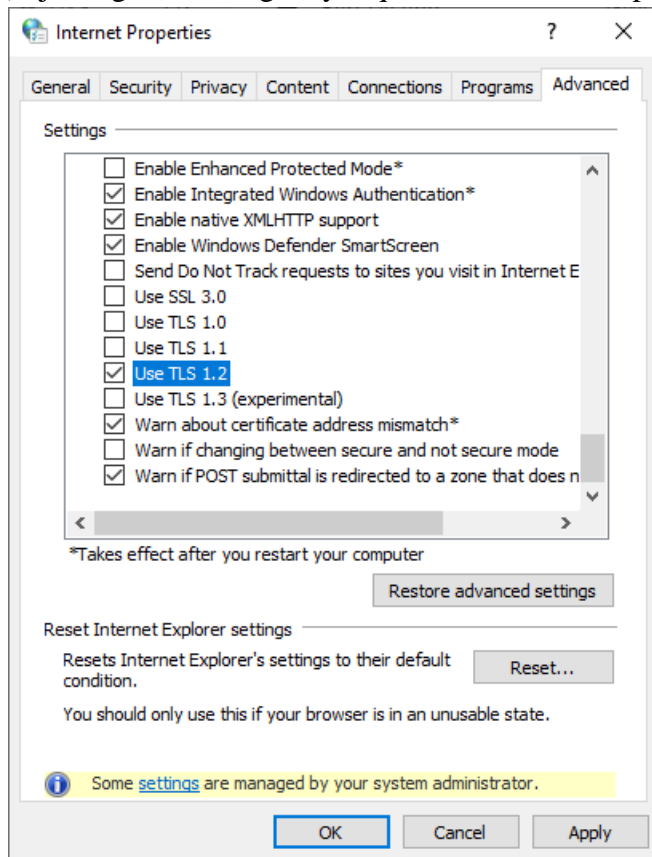 Internet Properties ? ×
General Security Privacy Content Connections Programs Advanced
Settings
Enable Enhanced Protected Mode*
Enable Integrated Windows Authentication*
Enable native XMLHTTP support
Enable Windows Defender SmartScreen
Send Do Not Track requests to sites you visit in Internet E
Use SSL 3.0
Use TLS 1.0
Use TLS 1.1
Use TLS 1.2
Use TLS 1.3 (experimental)
Warn about certificate address mismatch*
Warn if changing between secure and not secure mode
Warn if POST submittal is redirected to a zone that does n
*Takes effect after you restart your computer
Restore advanced settings
Reset Internet Explorer settings
Resets Internet Explorer's settings to their default
condition.
Reset...
You should only use this if your browser is in an unusable state.
Some settings are managed by your system administrator.
OK Cancel Apply